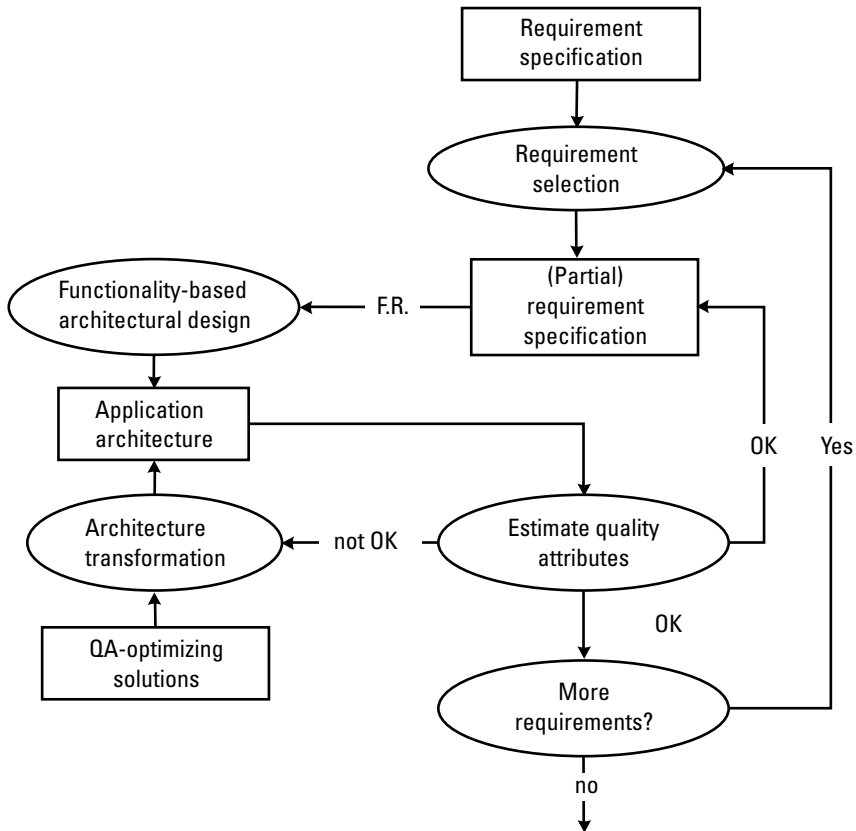 Requirement
specification
Requirement
selection
(Partial)
requirement
specification
F.R.
Functionality-based
architectural design
Application
architecture
OK
Yes
Architecture
transformation
not OK
Estimate quality
attributes
OK
QA-optimizing
solutions
More
requirements?
no